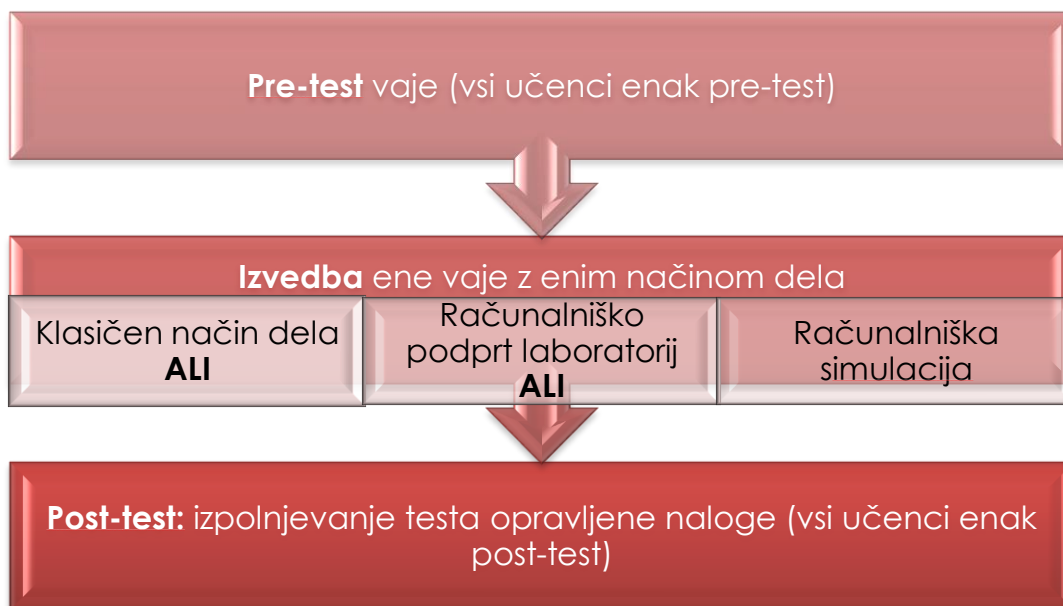 Pre-test vaje (vsi učenci enak pre-test)
Izvedba ene vaje z enim načinom dela
Klasičen način dela
ALI
Računalniško
podprt laboratorij
ALI
Računalniška
simulacija
Post-test: izpolnjevanje testa opravljene naloge (vsi učenci enak
post-test)